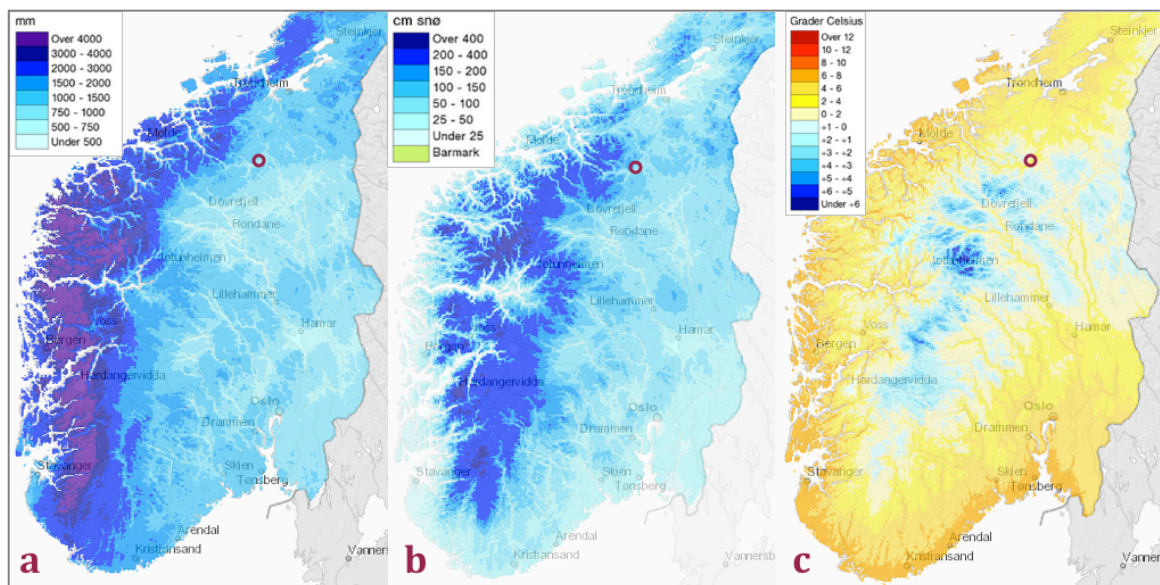 mm
Over 4000
3000 - 4000
2000 - 3000
1500 - 2000
1000 - 1500
750 - 1000
500 - 750
Under 500
Steinkjer
Trondheim
Molde
Dovrefjell
Rondane
Jotunheimen
Lillehammer
Hamar
Voss
Bergen
Hardangervidda
Oslo
Drammen
Stavanger
Skien
Tønsberg
Arendal
Kristiansand
Vanners
a
cm snø
Over 400
200 - 400
150 - 200
100 - 150
50 - 100
25 - 50
Under 25
Barmark
Steinkjer
Trondheim
Molde
Dovrefjell
Rondane
Jotunheimen
Lillehammer
Hamar
Voss
Bergen
Hardangervidda
Oslo
Drammen
Stavanger
Skien
Tønsberg
Arendal
Kristiansand
Vannersb
b
Grader Celsius
Over 12
10 - 12
8 - 10
6 - 8
4 - 6
2 - 4
0 - 2
÷1 - 0
÷2 - ÷1
÷3 - ÷2
÷4 - ÷3
÷5 - ÷4
÷6 - ÷5
Under ÷6
Steinkjer
Trondheim
Molde
Dovrefjell
Rondane
Jotunheimen
Lillehammer
Hamar
Voss
Bergen
Hardangervidda
Oslo
Drammen
Stavanger
Skien
Tønsberg
Arendal
Kristiansand
Vanners
c